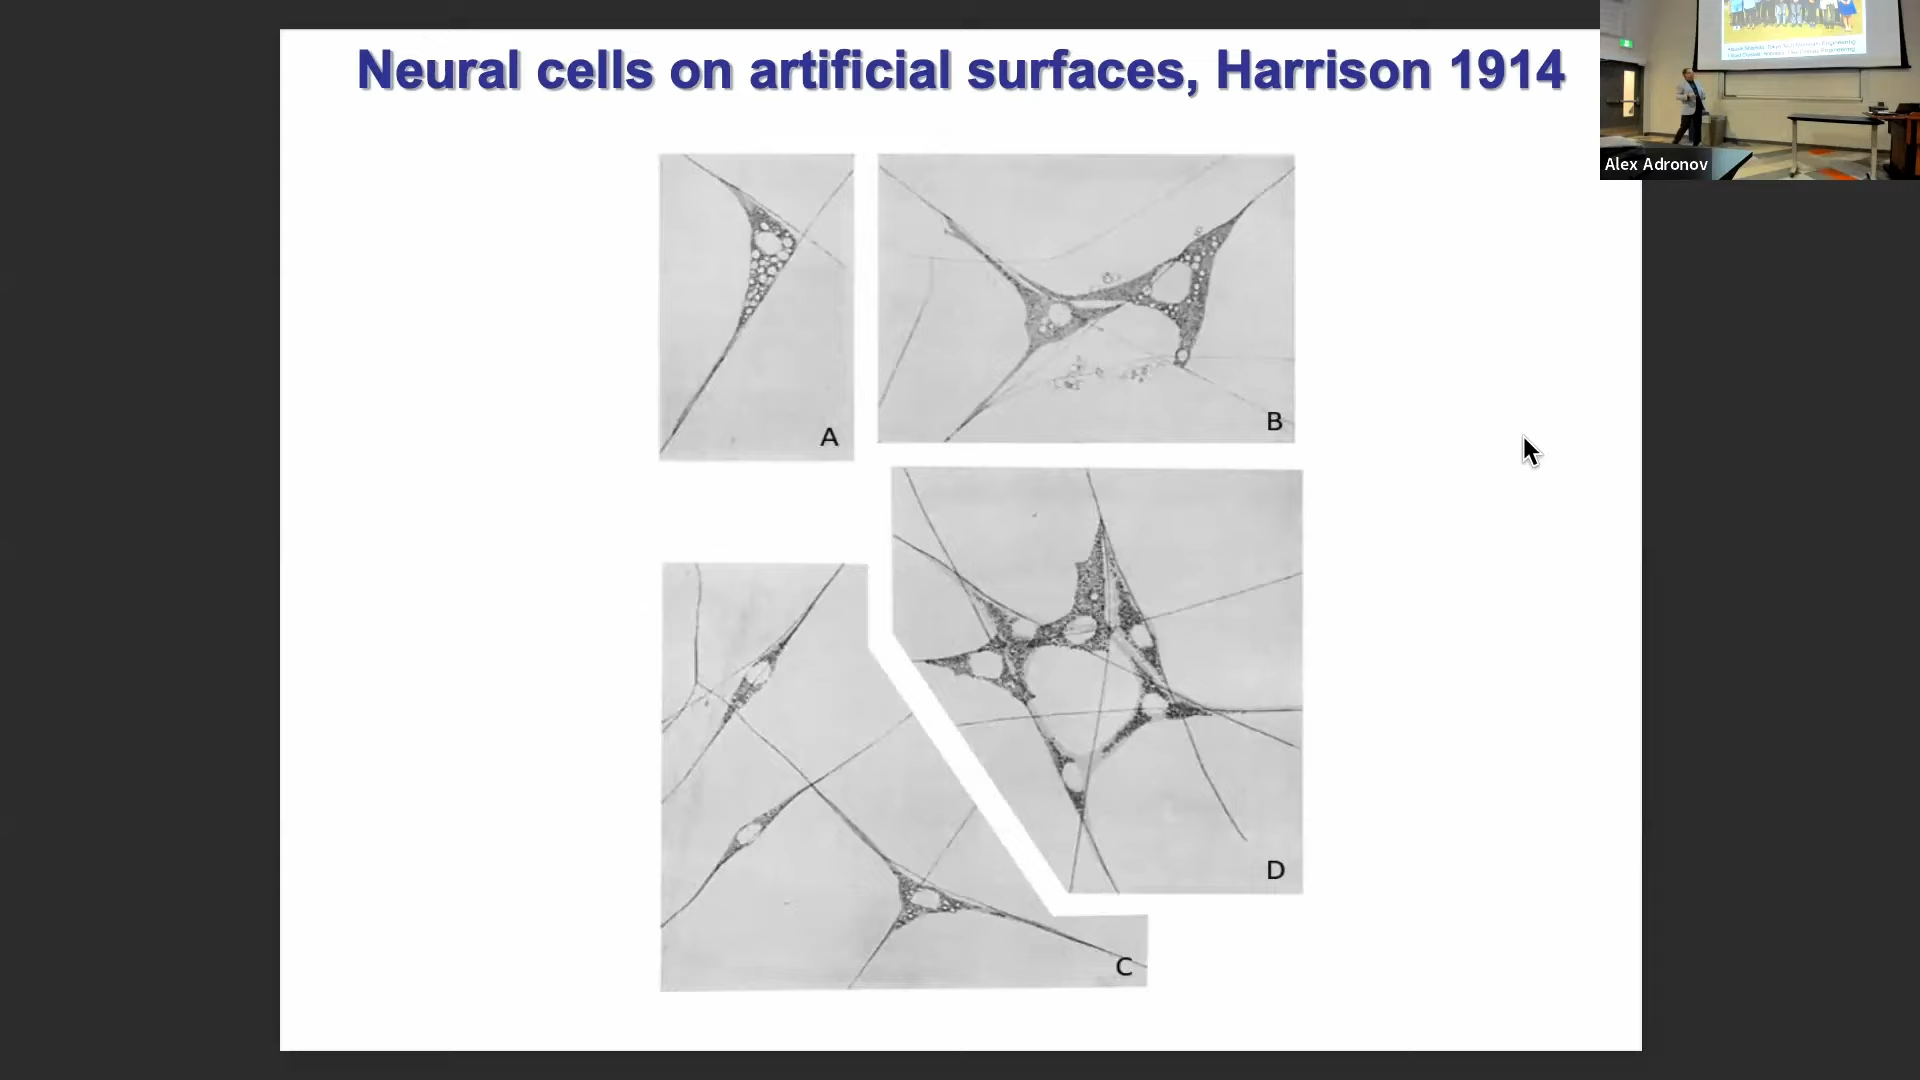 Neural cells on artificial surfaces, Harrison 1914
Alex Adronov
A
B
D
C